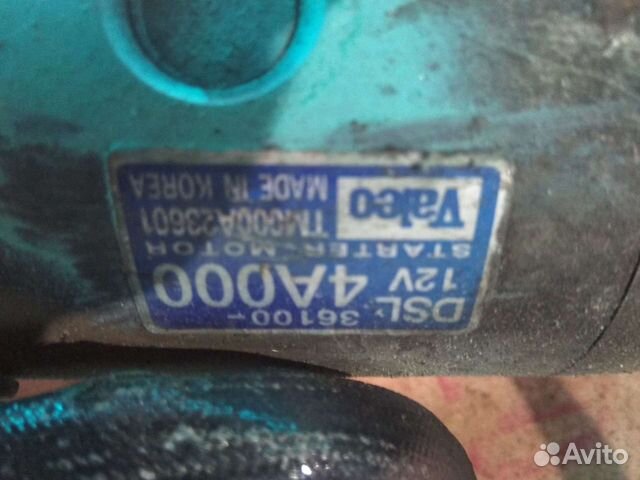 DSL 36100-
12V 4A000
STARTER-MOTOR
Valeo TM000A23601
MADE IN KOREA
Avito